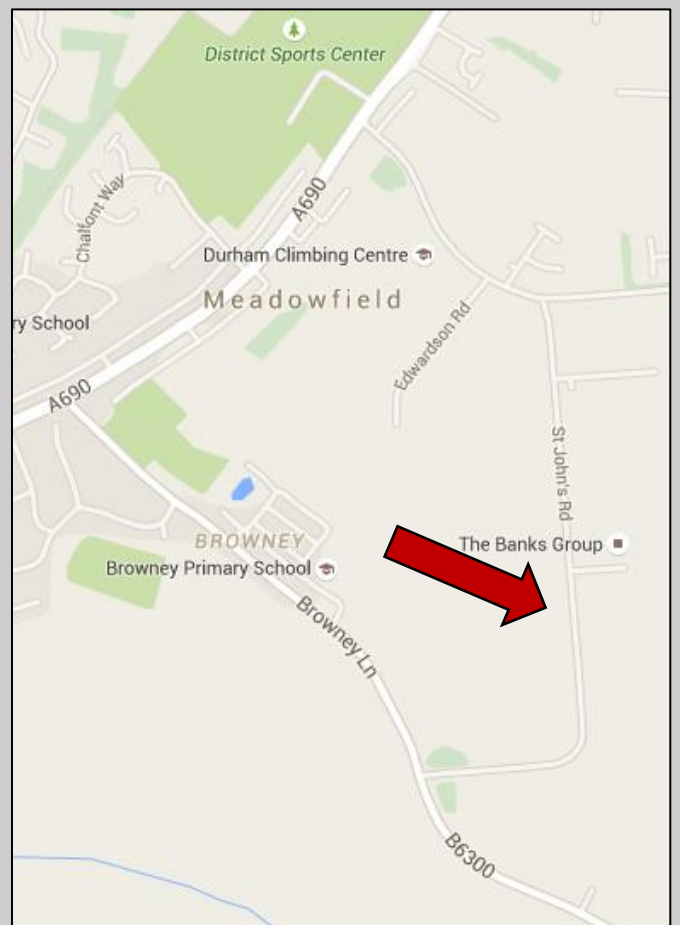 District Sports Center
A690
Chalfont Way
Durham Climbing Centre
Meadowfield
ry School
Edwardson Rd
A690
St John's Rd
BROWNEY
The Banks Group
Browney Primary School
Browney Ln
B6300